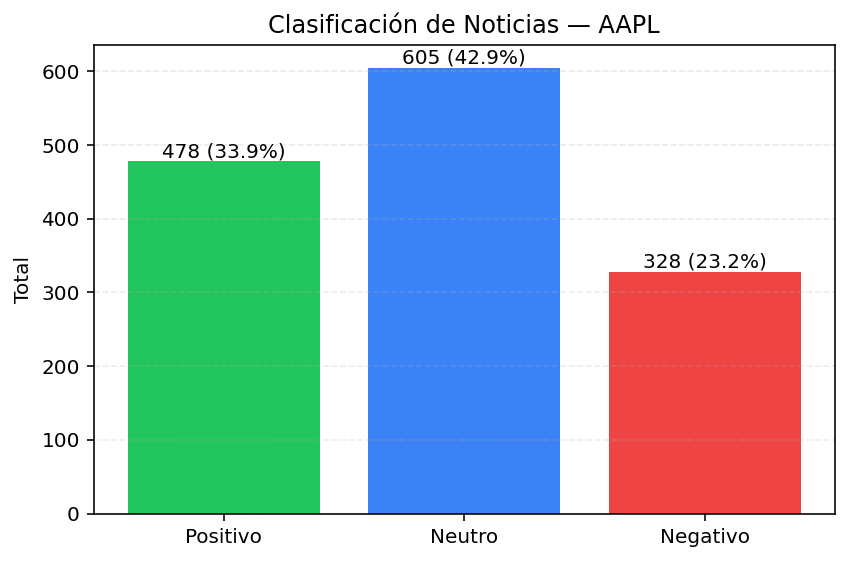 Clasificación de Noticias — AAPL
605 (42.9%)
478 (33.9%)
328 (23.2%)
Total
600
500
400
300
200
100
0
Positivo
Neutro
Negativo